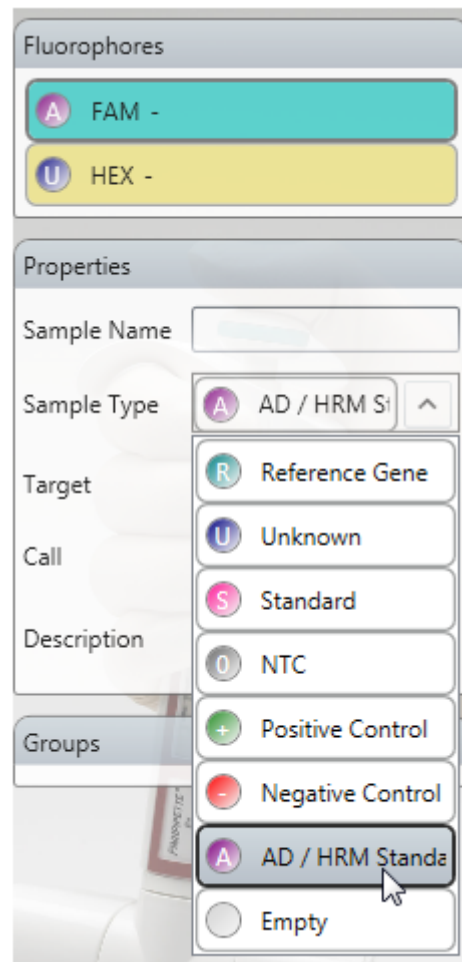 Fluorophores
A FAM -
U HEX -
Properties
Sample Name
Sample Type A AD / HRM St
R Reference Gene
Target
U Unknown
Call
S Standard
Description
0 NTC
+ Positive Control
Groups
- Negative Control
A AD / HRM Standa
Empty